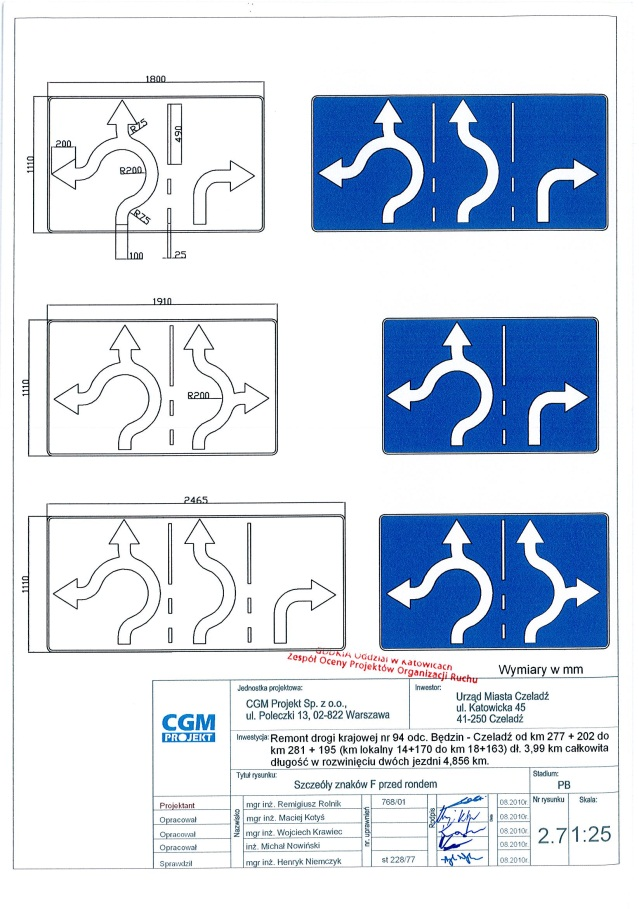 1800
1110
200
R75
490
R200
R75
100
25
1910
1110
R200
2465
1110
GDDKiA Oddział w Katowicach
Zespół Oceny Projektów Organizacji Ruchu
Wymiary w mm
CGM
PROJEKT
Jednostka projektowa:
CGM Projekt Sp. z o.o.,
ul. Poleczki 13, 02-822 Warszawa
Inwestor:
Urząd Miasta Czeladź
ul. Katowicka 45
41-250 Czeladź
Inwestycja: Remont drogi krajowej nr 94 odc. Będzin - Czeladź od km 277 + 202 do
km 281 + 195 (km lokalny 14+170 do km 18+163) dł. 3,99 km całkowita
długość w rozwinięciu dwóch jezdni 4,856 km.
Tytuł rysunku:
Szczeóły znaków F przed rondem
Stadium:
PB
Projektant
Opracował
Opracował
Opracował
Sprawdził
Nazwisko
mgr inż. Remigiusz Rolnik
mgr inż. Maciej Kotyś
mgr inż. Wojciech Krawiec
inż. Michał Nowiński
mgr inż. Henryk Niemczyk
nr. uprawnień
768/01
st 228/77
Podpis
08.2010r.
08.2010r.
08.2010r.
08.2010r.
08.2010r.
Nr rysunku
2.7
Skala:
1:25